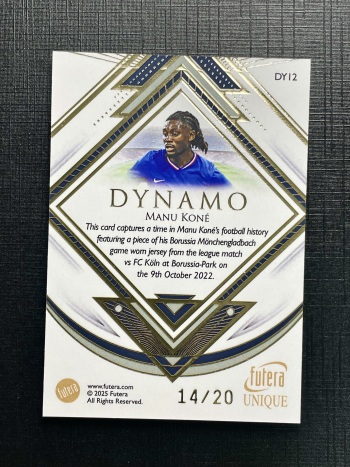 DY12
DYNAMO
MANU KONÉ
This card captures a time in Manu Koné's football history
featuring a piece of his Borussia Mönchengladbach
game worn jersey from the league match
vs FC Köln at Borussia-Park on
the 9th October 2022.
futera
www.futera.com
© 2025 Futera
All Rights Reserved.
14/20
futera
UNIQUE